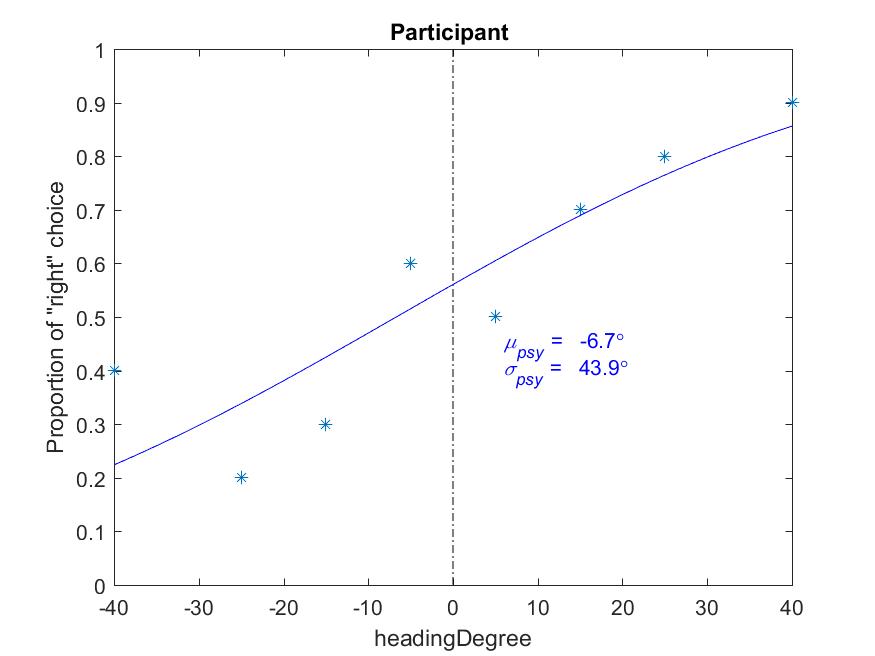 Participant
1
0.9
0.8
0.7
0.6
0.5
0.4
0.3
0.2
0.1
0
Proportion of "right" choice
μpsy = -6.7°
σpsy = 43.9°
-40 -30 -20 -10 0 10 20 30 40
headingDegree